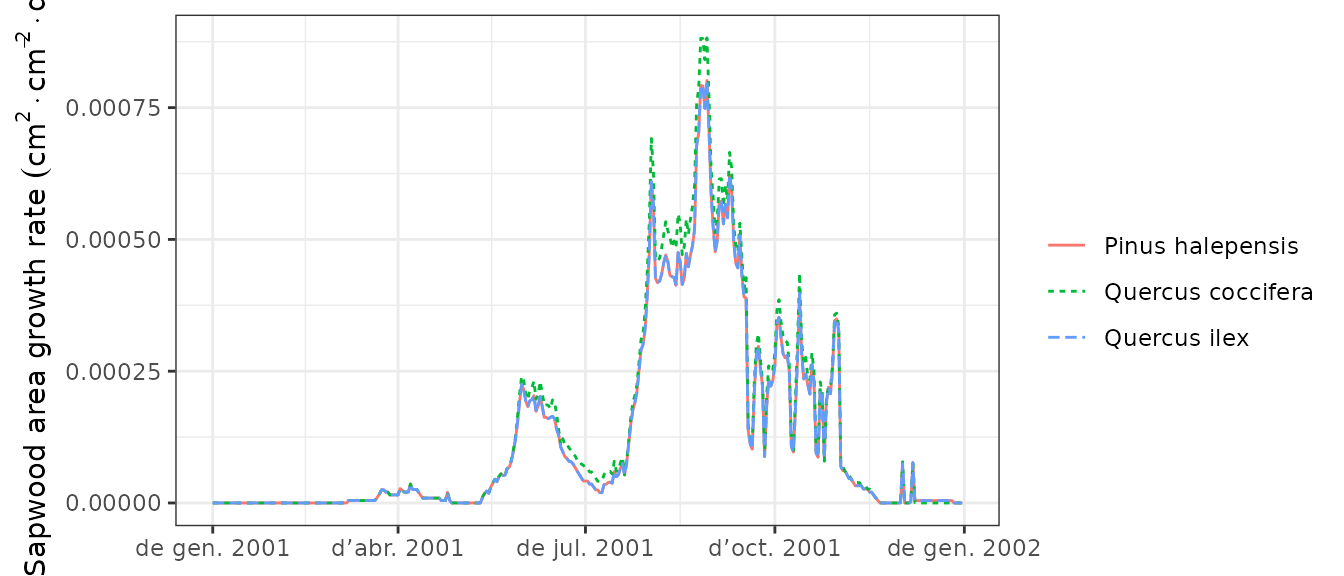 Sapwood area growth rate (cm² · cm⁻² ·
0.00075
0.00050
0.00025
0.00000
de gen. 2001
d’abr. 2001
de jul. 2001
d’oct. 2001
de gen. 2002
Pinus halepensis
Quercus coccifera
Quercus ilex